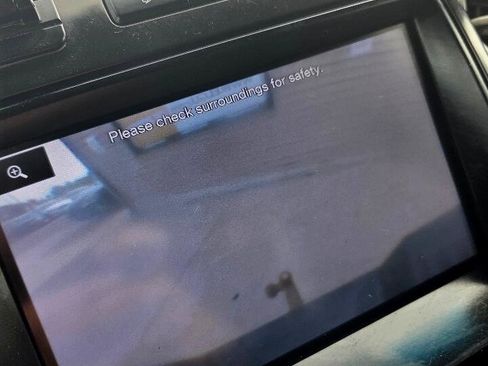 Please check surroundings for safety.